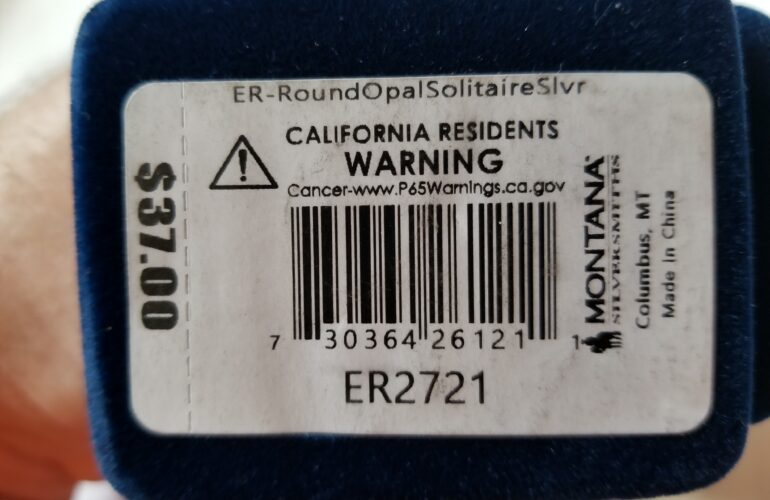 ER-RoundOpalSolitaireSlvr
CALIFORNIA RESIDENTS
WARNING
Cancer-www.P65Warnings.ca.gov
$37.00
7 30364 26121 1
ER2721
MONTANA
SILVERSMITHS
Columbus, MT
Made in China